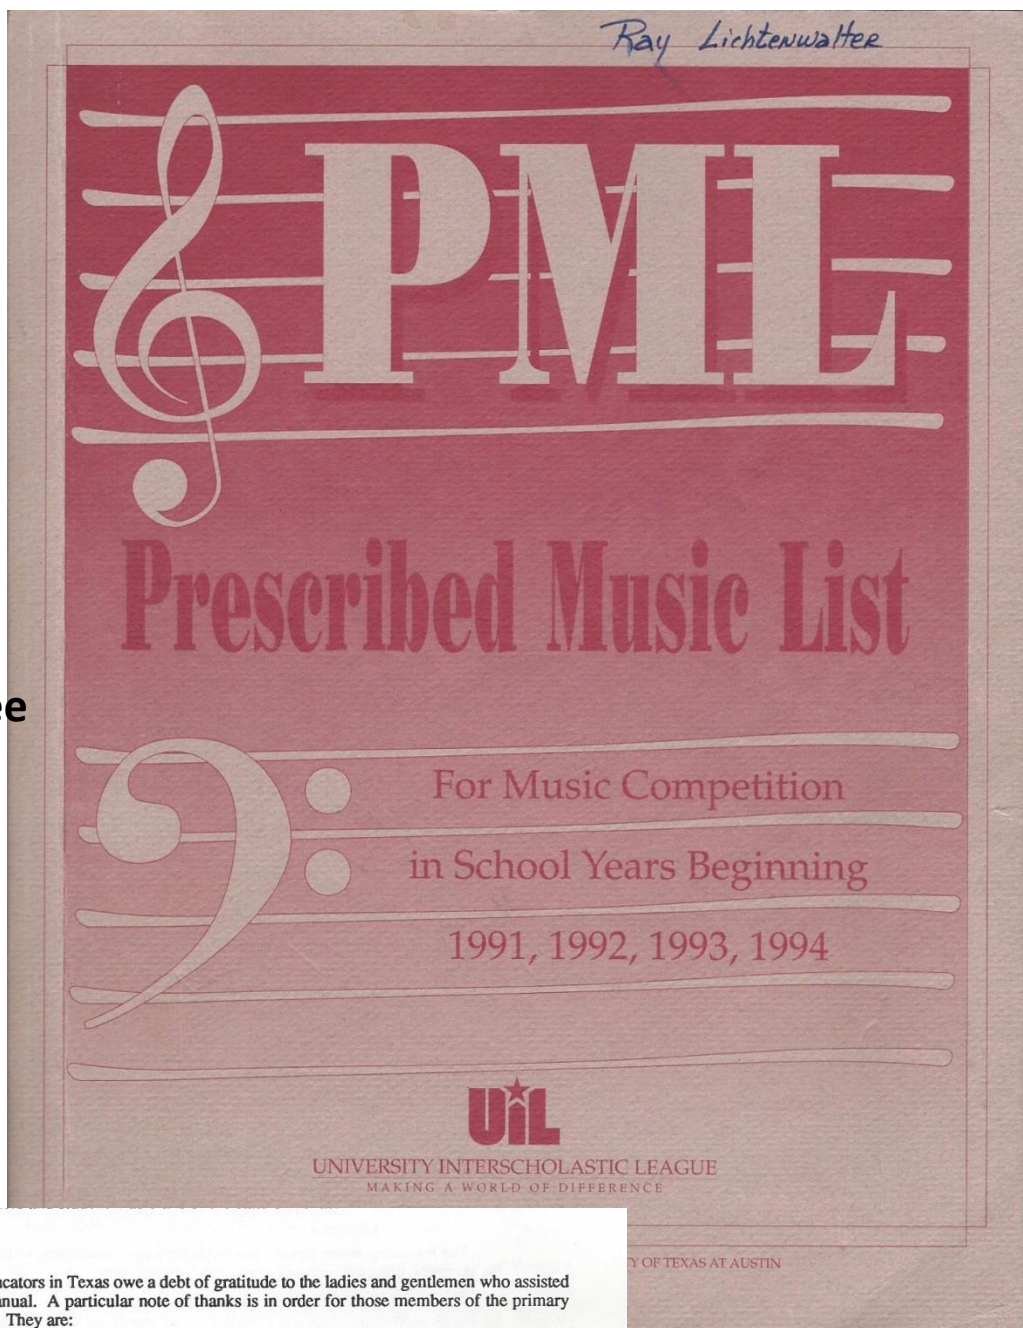 Ray Lichtenwalter
PML
Prescribed Music List
ee
For Music Competition
in School Years Beginning
1991, 1992, 1993, 1994
UIL
UNIVERSITY INTERSCHOLASTIC LEAGUE
MAKING A WORLD OF DIFFERENCE
Y OF TEXAS AT AUSTIN
ucators in Texas owe a debt of gratitude to the ladies and gentlemen who assisted
anual. A particular note of thanks is in order for those members of the primary
They are: